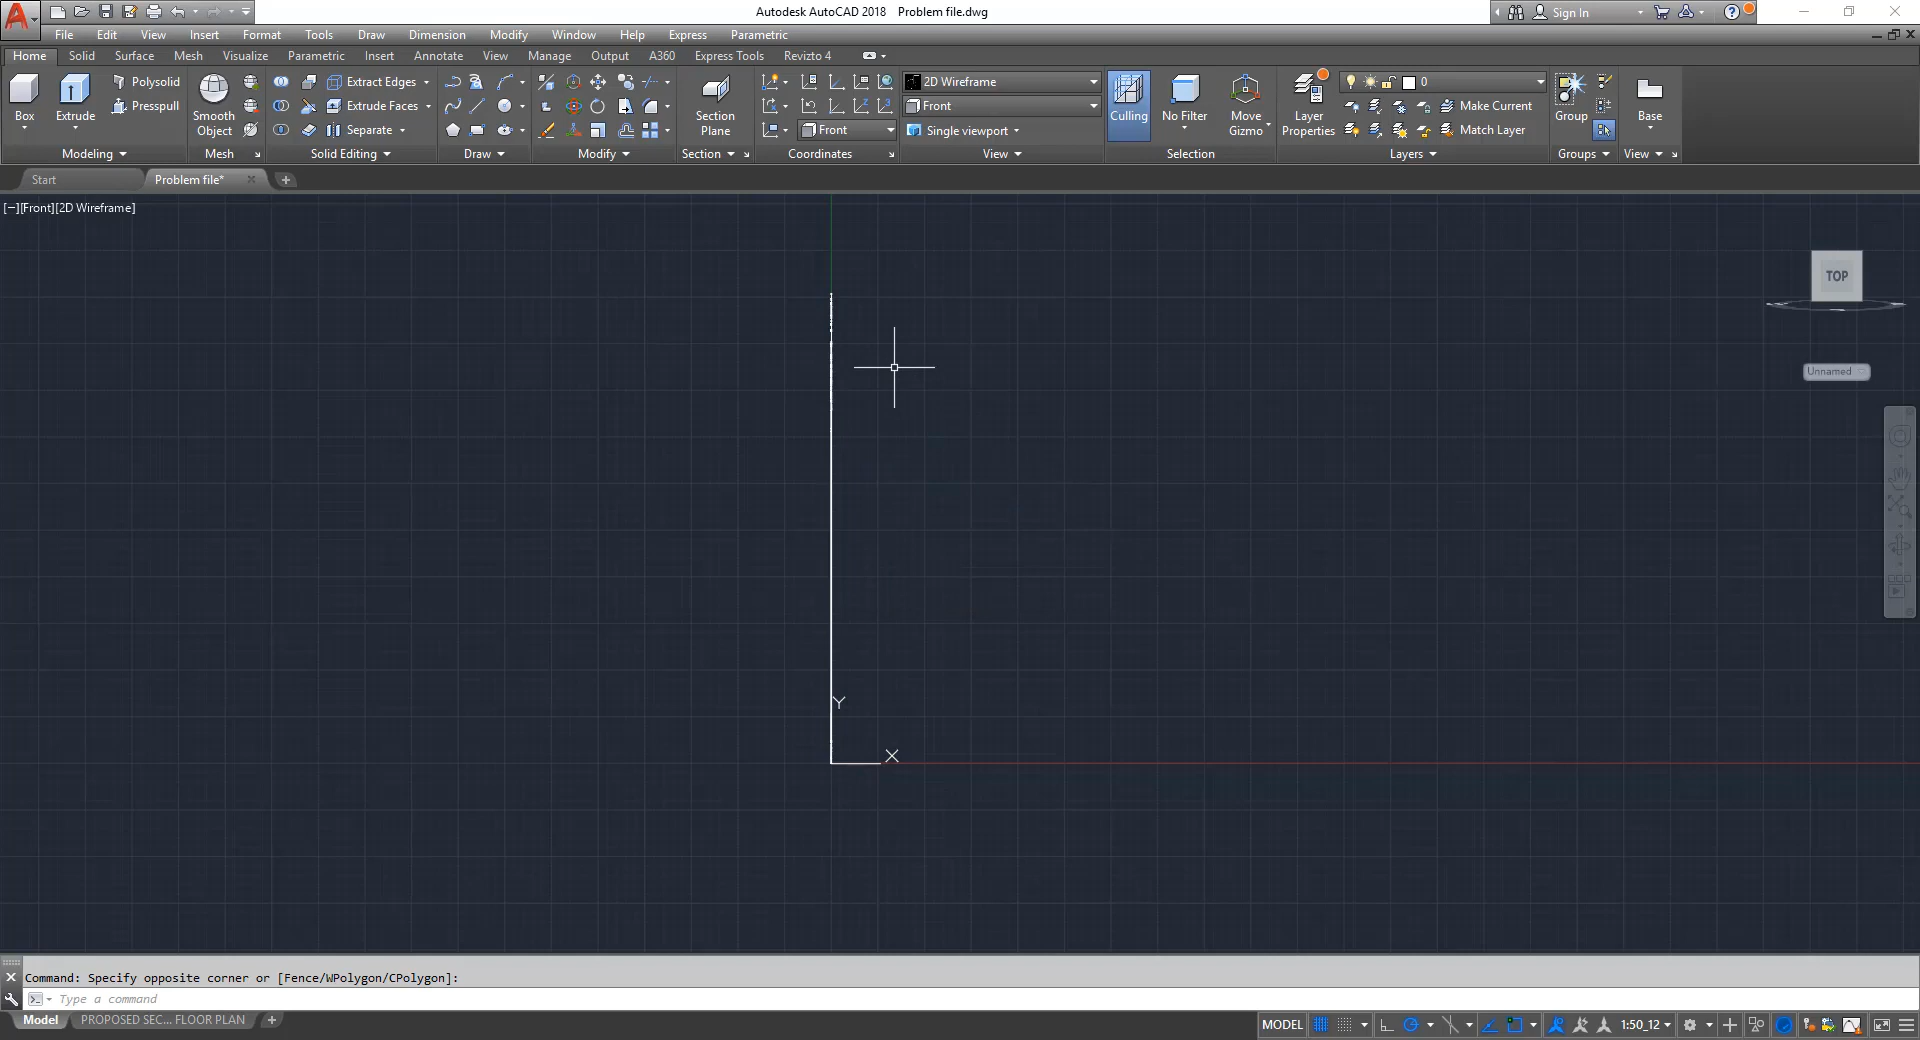 Autodesk AutoCAD 2018 Problem file.dwg
Sign In
File Edit View Insert Format Tools Draw Dimension Modify Window Help Express Parametric
Home Solid Surface Mesh Visualize Parametric Insert Annotate View Manage Output A360 Express Tools Revizto 4
Box
Extrude
Polysolid
Presspull
Modeling
Smooth Object
Mesh
Extract Edges
Extrude Faces
Separate
Solid Editing
Draw
Modify
Section Plane
Section
Front
Coordinates
2D Wireframe
Front
Single viewport
View
Culling
No Filter
Move Gizmo
Selection
Layer Properties
0
Make Current
Match Layer
Layers
Group
Groups
Base
View
Start
Problem file*
[−][Front][2D Wireframe]
TOP
Unnamed
Y
X
Command: Specify opposite corner or [Fence/WPolygon/CPolygon]:
Type a command
Model PROPOSED SEC... FLOOR PLAN
MODEL
1:50_12